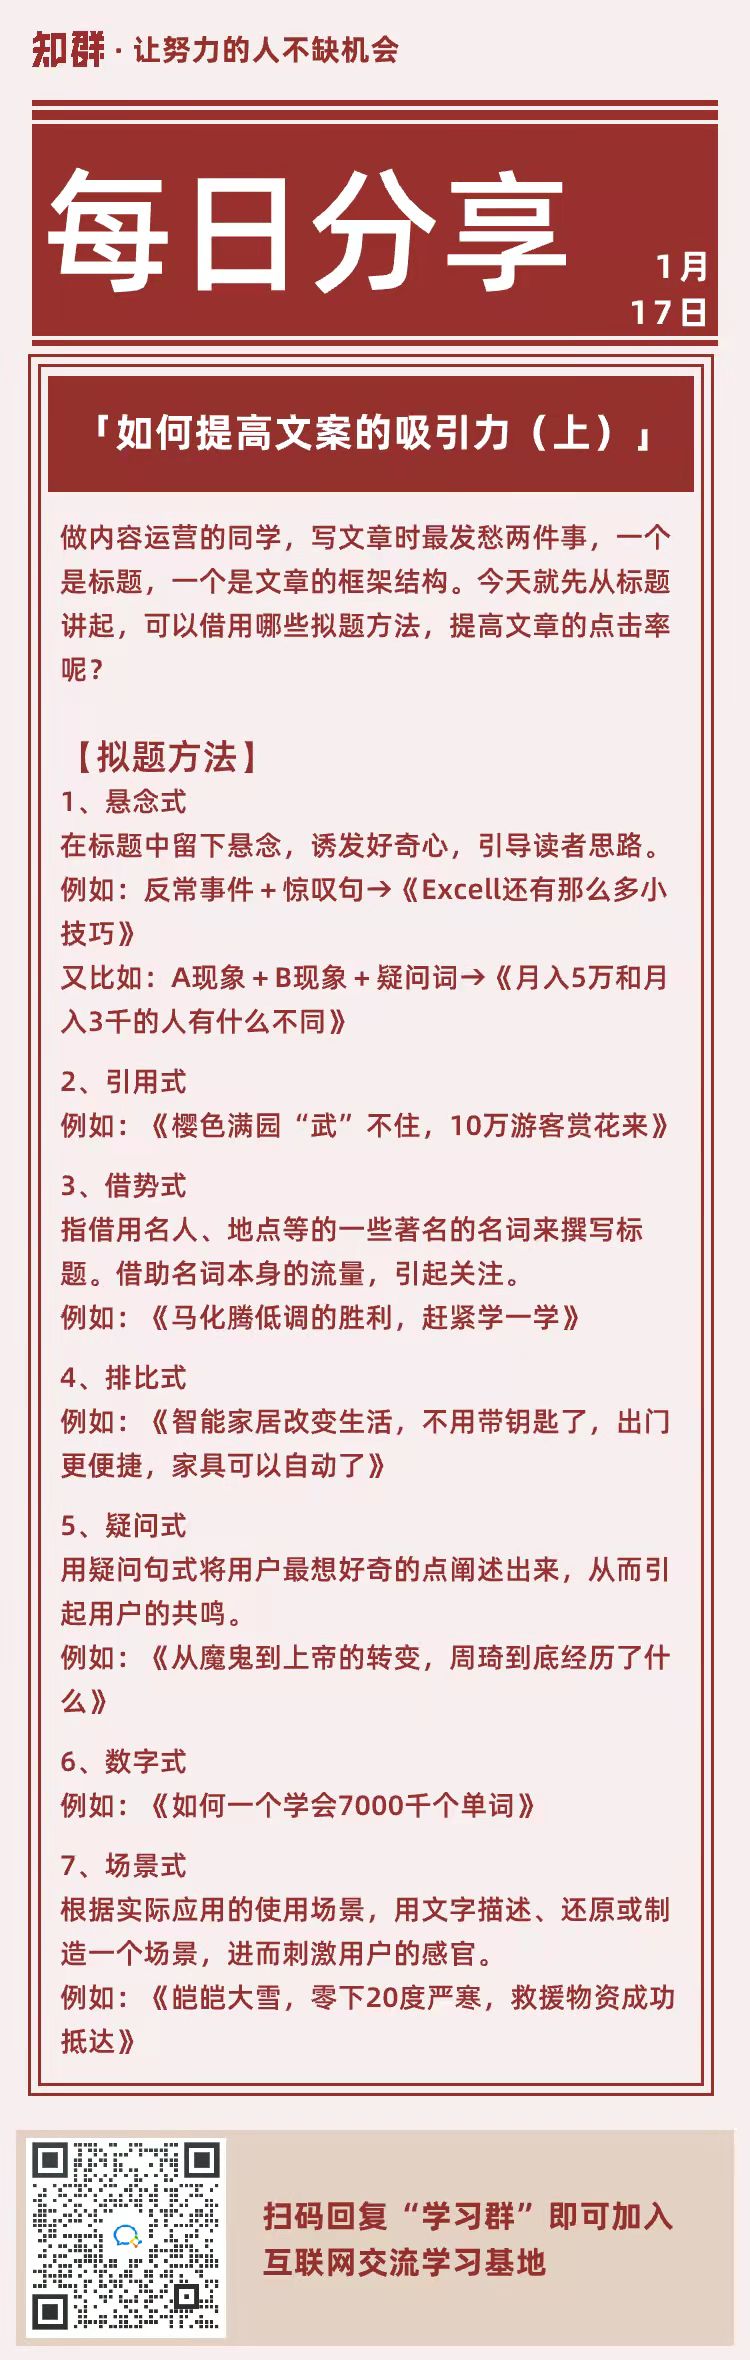 知群·让努力的人不缺机会
每日分享
1月
17日
「如何提高文案的吸引力（上）」
做内容运营的同学，写文章时最发愁两件事，一个
是标题，一个是文章的框架结构。今天就先从标题
讲起，可以借用哪些拟题方法，提高文章的点击率
呢？
【拟题方法】
1、悬念式
在标题中留下悬念，诱发好奇心，引导读者思路。
例如：反常事件＋惊叹句→《Excell还有那么多小
技巧》
又比如：A现象＋B现象＋疑问词→《月入5万和月
入3千的人有什么不同》
2、引用式
例如：《樱色满园“武”不住，10万游客赏花来》
3、借势式
指借用名人、地点等的一些著名的名词来撰写标
题。借助名词本身的流量，引起关注。
例如：《马化腾低调的胜利，赶紧学一学》
4、排比式
例如：《智能家居改变生活，不用带钥匙了，出门
更便捷，家具可以自动了》
5、疑问式
用疑问句式将用户最想好奇的点阐述出来，从而引
起用户的共鸣。
例如：《从魔鬼到上帝的转变，周琦到底经历了什
么》
6、数字式
例如：《如何一个学会7000千个单词》
7、场景式
根据实际应用的使用场景，用文字描述、还原或制
造一个场景，进而刺激用户的感官。
例如：《皑皑大雪，零下20度严寒，救援物资成功
抵达》
扫码回复“学习群”即可加入
互联网交流学习基地